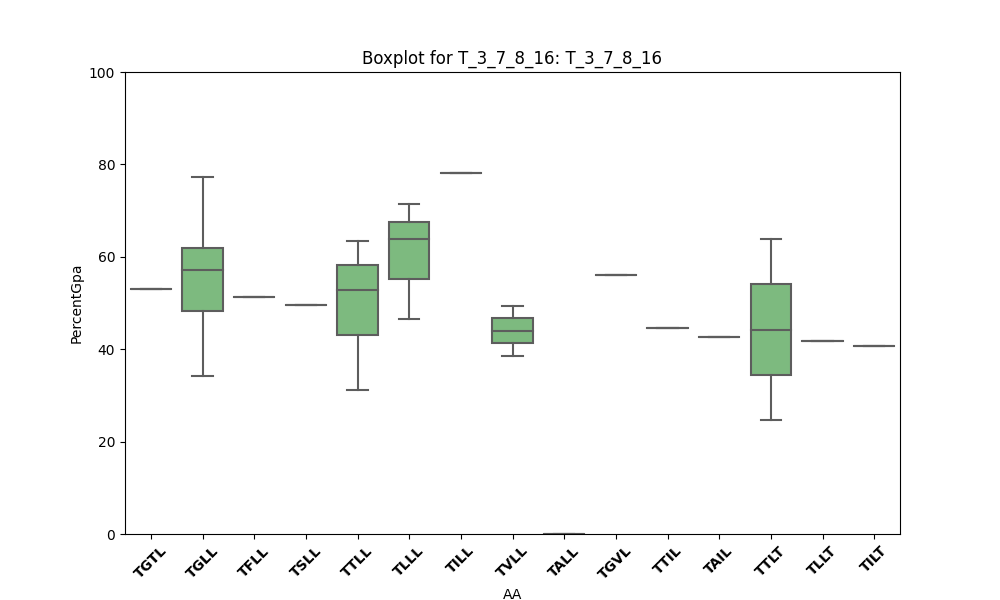 Boxplot for T_3_7_8_16: T_3_7_8_16
100
80
60
40
20
0
PercentGpa
TGTL TGLL TFLL TSLL TTLL TLLL TILL TVLL TALL TGVL TTIL TAIL TTLT TLLT TILT
AA